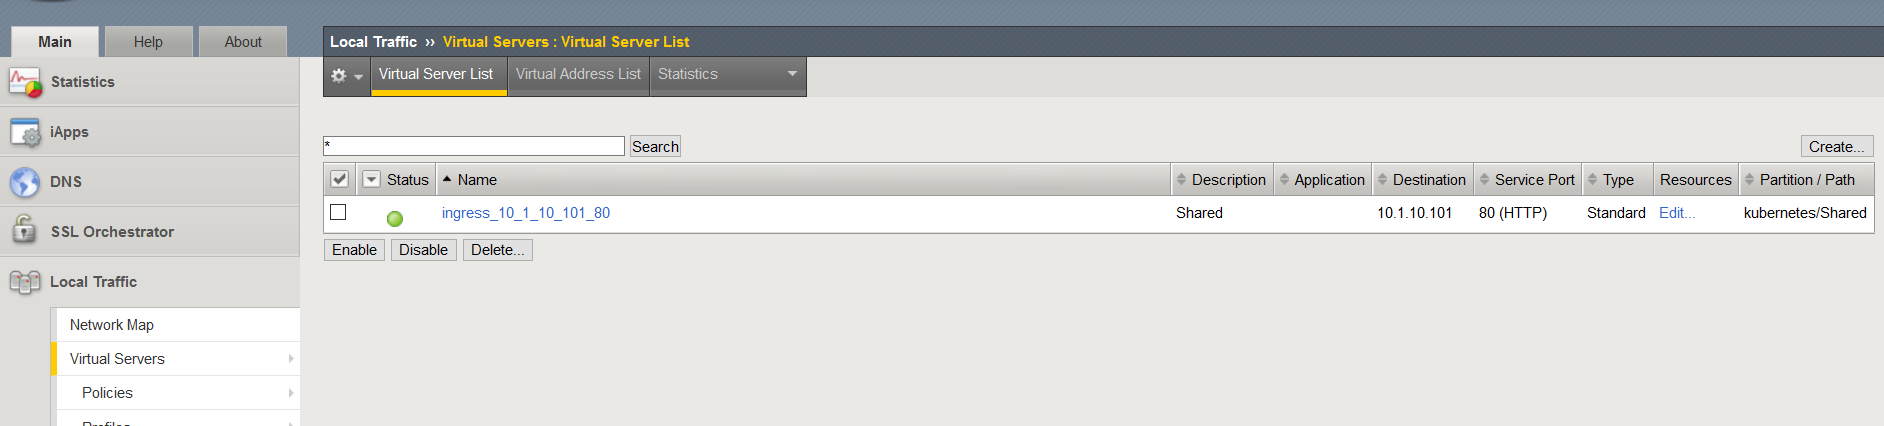 Main
Help
About
Local Traffic ›› Virtual Servers : Virtual Server List
Statistics
Virtual Server List
Virtual Address List
Statistics
iApps
*
Search
Create...
DNS
Status
Name
Description
Application
Destination
Service Port
Type
Resources
Partition / Path
ingress_10_1_10_101_80
Shared
10.1.10.101
80 (HTTP)
Standard
Edit...
kubernetes/Shared
SSL Orchestrator
Enable
Disable
Delete...
Local Traffic
Network Map
Virtual Servers
Policies
Profiles